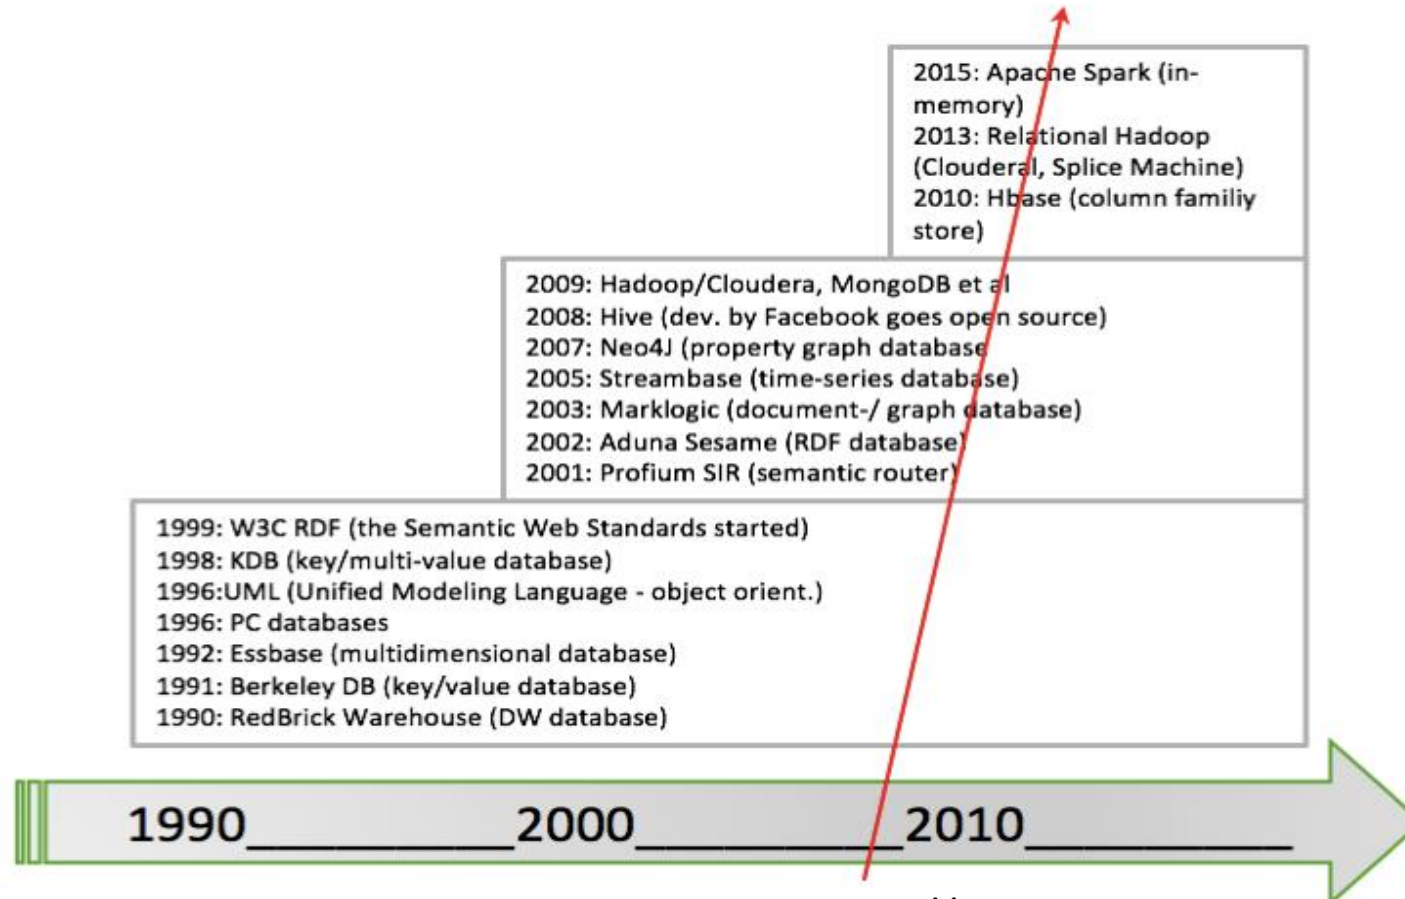 2015: Apache Spark (in-
memory)
2013: Relational Hadoop
(Clouderal, Splice Machine)
2010: Hbase (column familiy
store)
2009: Hadoop/Cloudera, MongoDB et al
2008: Hive (dev. by Facebook goes open source)
2007: Neo4J (property graph database
2005: Streambase (time-series database)
2003: Marklogic (document-/ graph database)
2002: Aduna Sesame (RDF database)
2001: Profium SIR (semantic router)
1999: W3C RDF (the Semantic Web Standards started)
1998: KDB (key/multi-value database)
1996:UML (Unified Modeling Language - object orient.)
1996: PC databases
1992: Essbase (multidimensional database)
1991: Berkeley DB (key/value database)
1990: RedBrick Warehouse (DW database)
1990_________2000_________2010_________